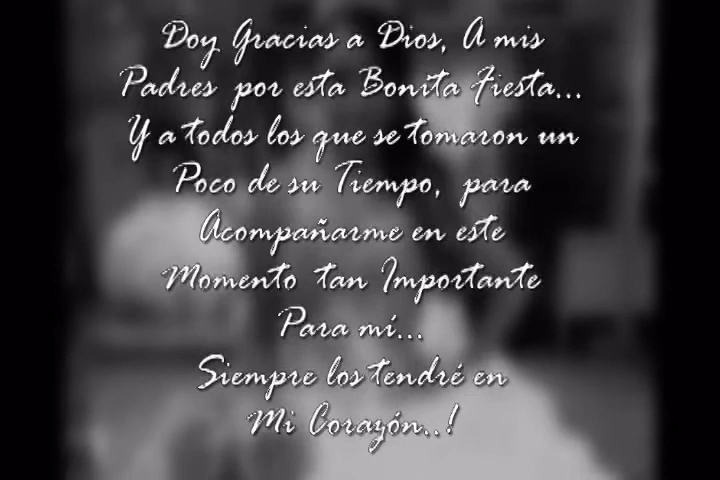 Doy Gracias a Dios, A mis
Padres por esta Bonita Fiesta...
Y a todos los que se tomaron un
Poco de su Tiempo, para
Acompañarme en este
Momento tan Importante
Para mí...
Siempre los tendré en
Mi Corazón..!